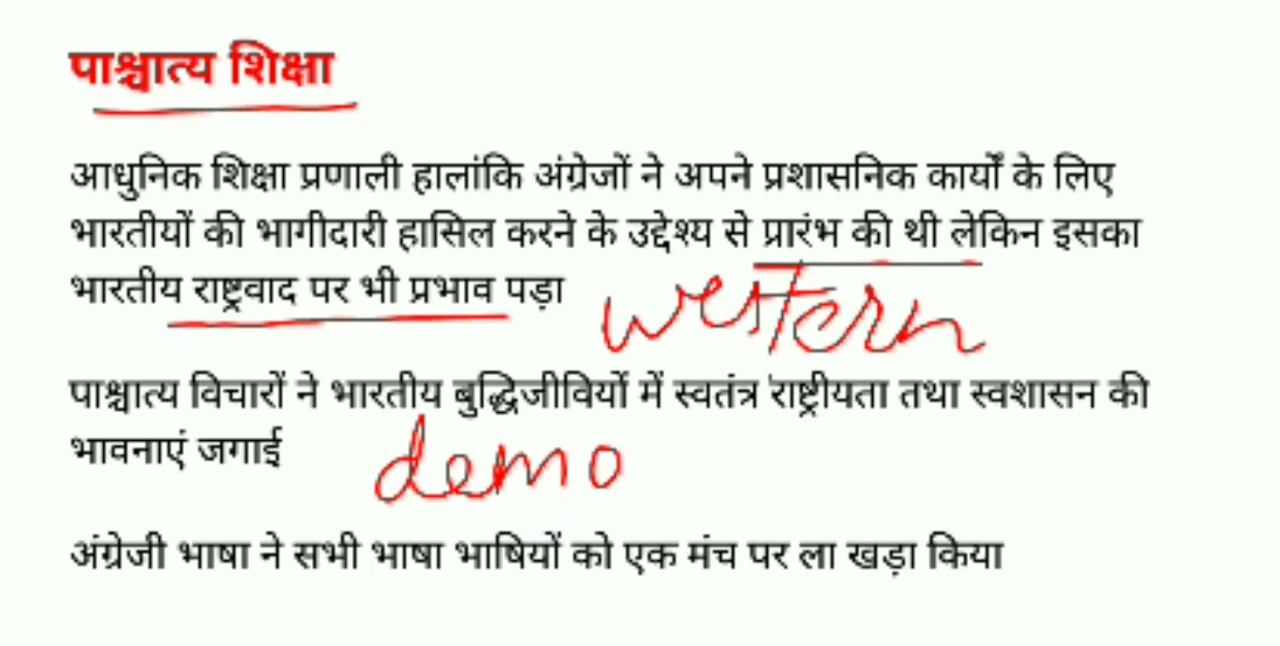 पाश्चात्य शिक्षा
आधुनिक शिक्षा प्रणाली हालांकि अंग्रेजों ने अपने प्रशासनिक कार्यों के लिए
भारतीयों की भागीदारी हासिल करने के उद्देश्य से प्रारंभ की थी लेकिन इसका
भारतीय राष्ट्रवाद पर भी प्रभाव पड़ा
western
पाश्चात्य विचारों ने भारतीय बुद्धिजीवियों में स्वतंत्र राष्ट्रीयता तथा स्वशासन की
भावनाएं जगाई
demo
अंग्रेजी भाषा ने सभी भाषा भाषियों को एक मंच पर ला खड़ा किया